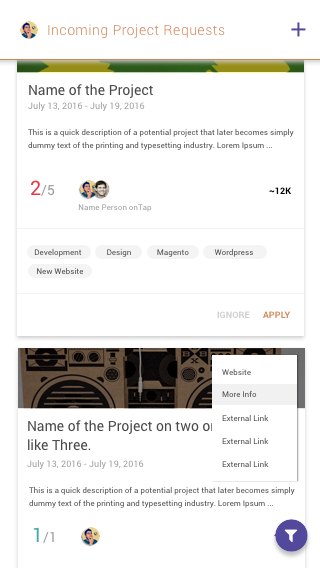 Incoming Project Requests
Name of the Project
July 13, 2016 - July 19, 2016
This is a quick description of a potential project that later becomes simply
dummy text of the printing and typesetting industry. Lorem Ipsum ...
2/5
~12K
Name Person onTap
Development Design Magento Wordpress
New Website
IGNORE APPLY
Website
More Info
External Link
External Link
External Link
Name of the Project on two or
like Three.
July 13, 2016 - July 19, 2016
This is a quick description of a potential project that later becomes simply
dummy text of the printing and typesetting industry. Lorem Ipsum ...
1/1